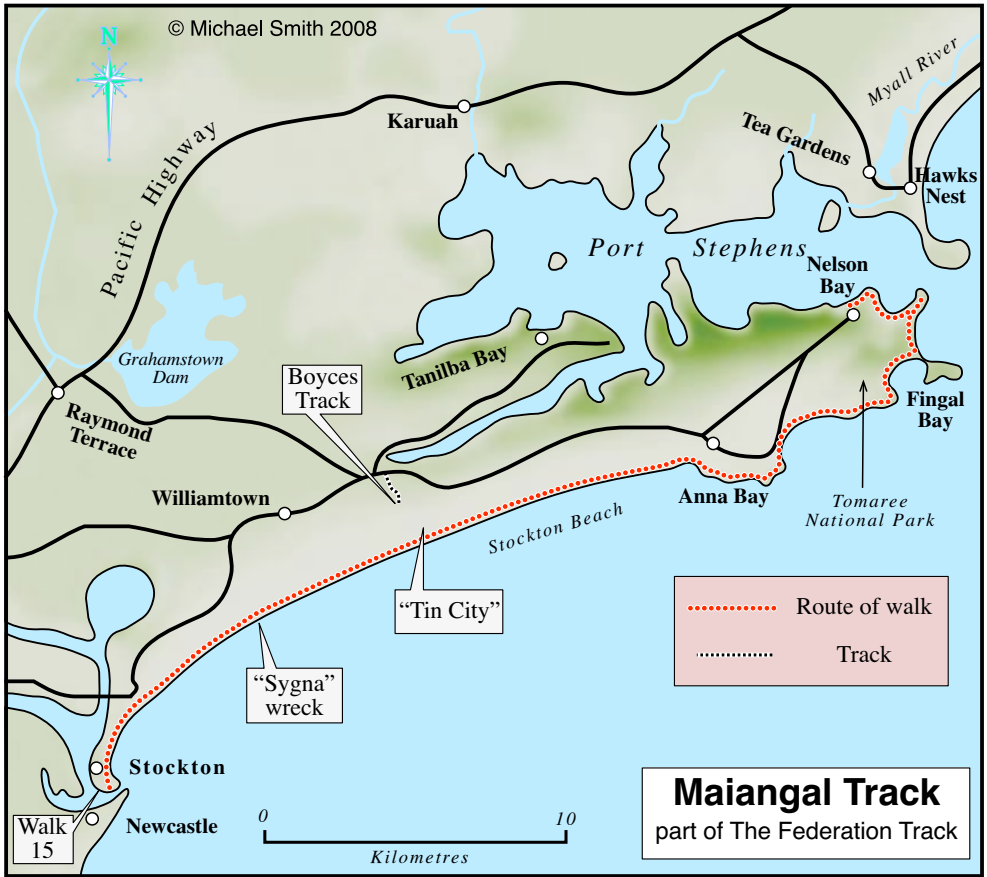 © Michael Smith 2008
N
Myall River
Pacific Highway
Karuah
Tea Gardens
Hawks
Nest
Port Stephens
Nelson
Bay
Grahamstown
Dam
Tanilba Bay
Boyces
Track
Fingal
Bay
Raymond
Terrace
Williamtown
Anna Bay
Tomaree
National Park
Stockton Beach
"Tin City"
Route of walk
Track
"Sygna"
wreck
Stockton
Maiangal Track
part of The Federation Track
Walk
15
Newcastle
0 10
Kilometres